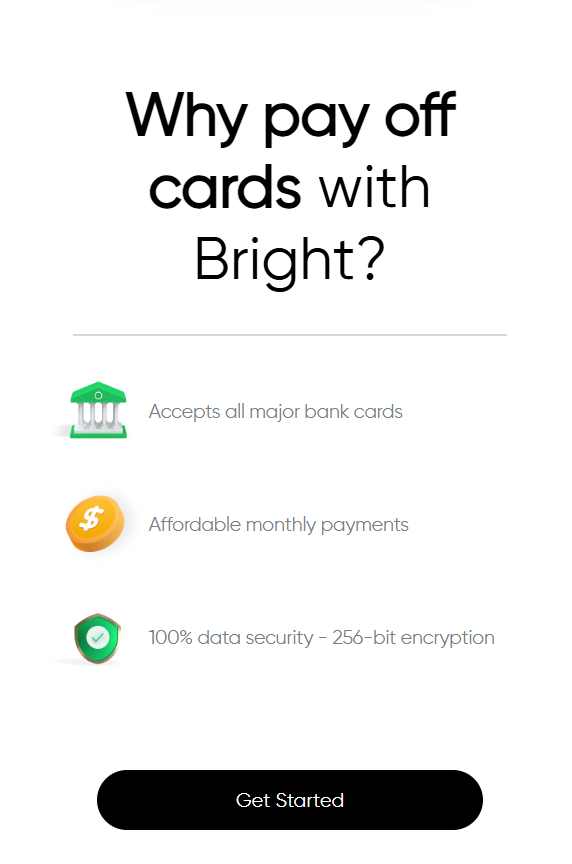 Why pay off
cards with
Bright?
Accepts all major bank cards
Affordable monthly payments
100% data security - 256-bit encryption
Get Started